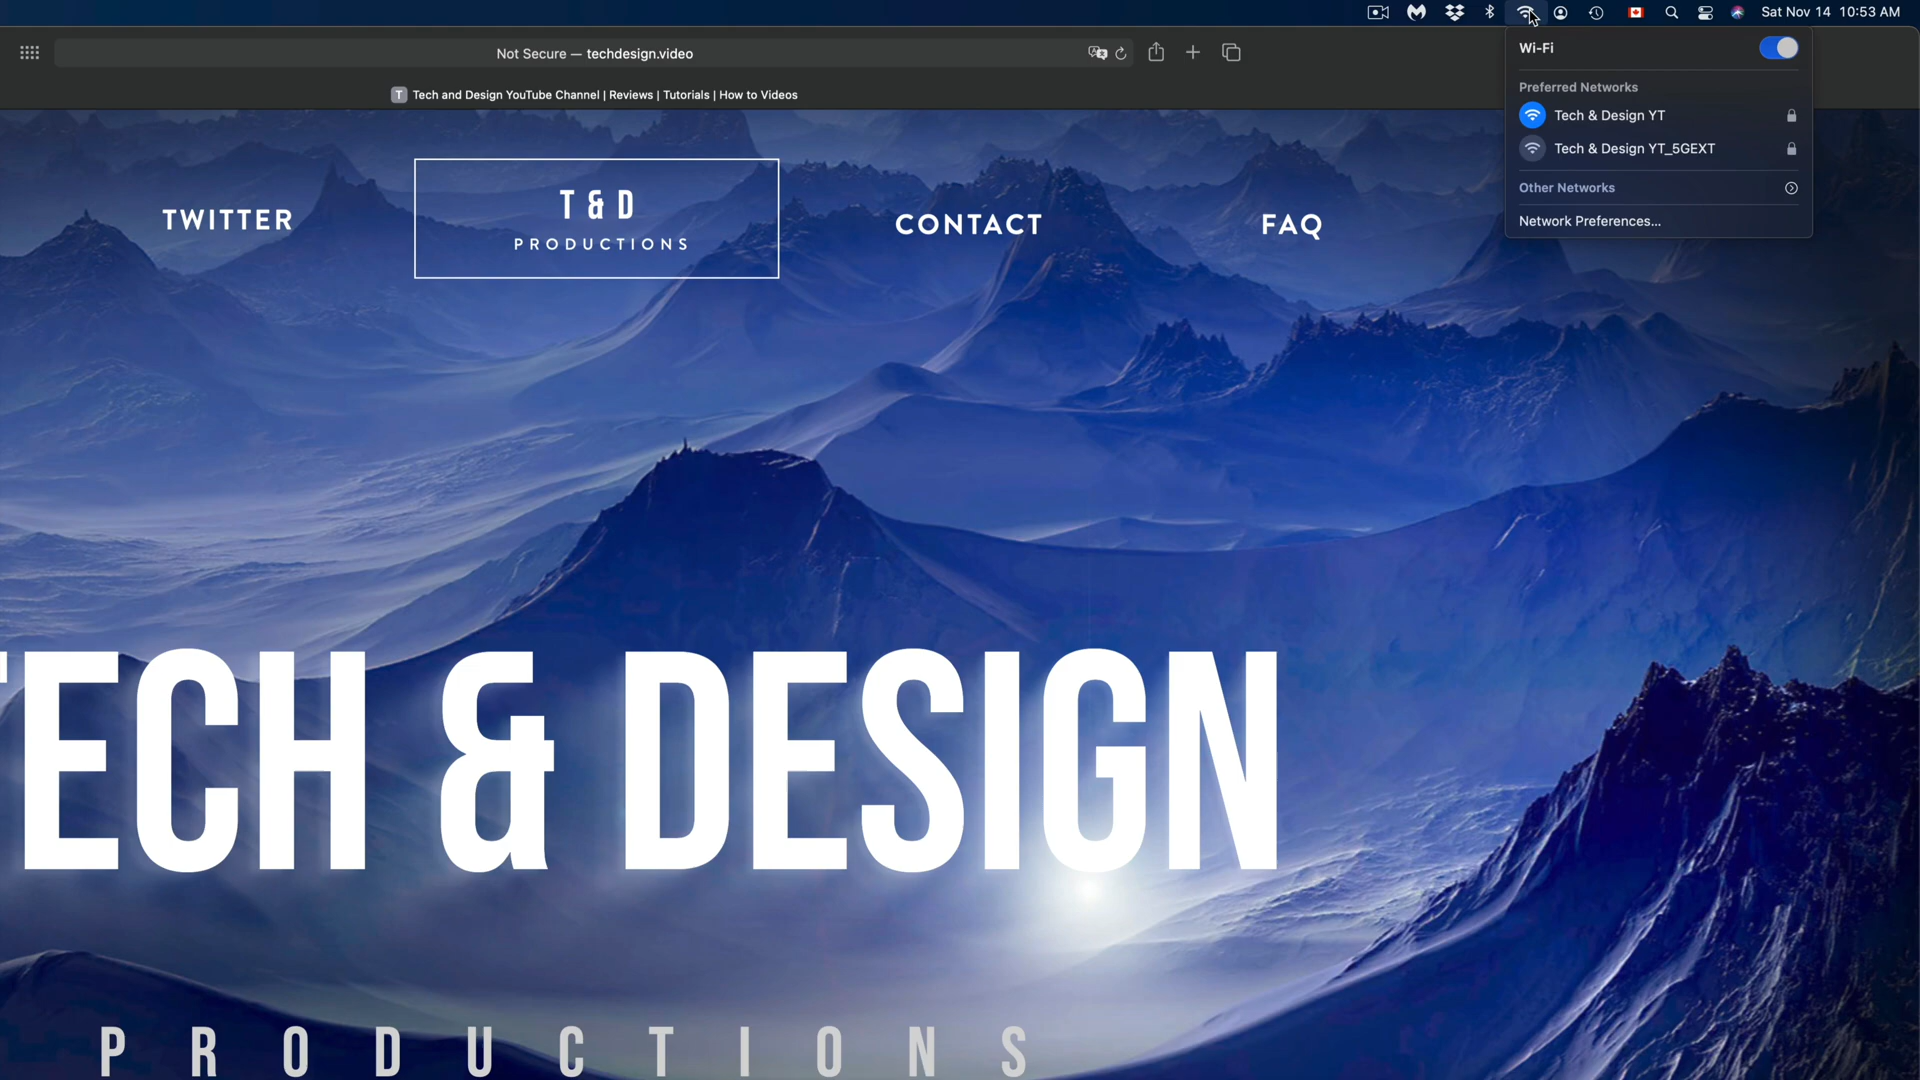 Sat Nov 14 10:53 AM
Not Secure — techdesign.video
T Tech and Design YouTube Channel | Reviews | Tutorials | How to Videos
Wi-Fi
Preferred Networks
Tech & Design YT
Tech & Design YT_5GEXT
Other Networks
Network Preferences...
TWITTER
T & D
PRODUCTIONS
CONTACT
FAQ
TECH & DESIGN
PRODUCTIONS